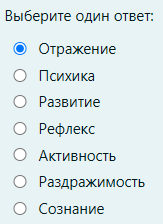 Выберите один ответ:
Отражение
Психика
Развитие
Рефлекс
Активность
Раздражимость
Сознание